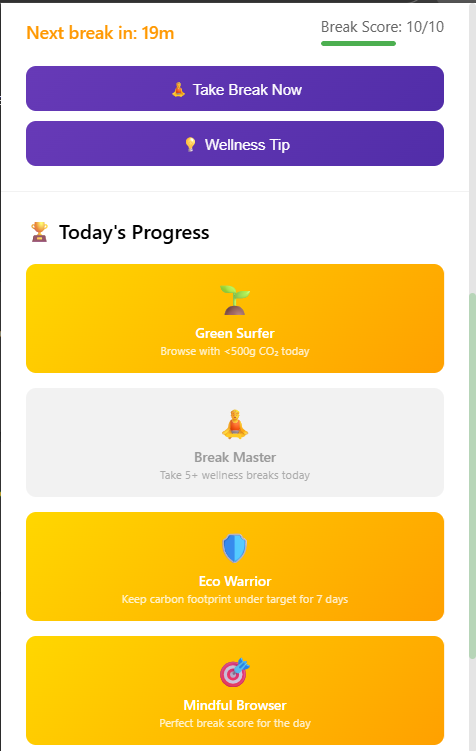 Next break in: 19m
Break Score: 10/10
Take Break Now
Wellness Tip
Today's Progress
Green Surfer
Browse with <500g CO₂ today
Break Master
Take 5+ wellness breaks today
Eco Warrior
Keep carbon footprint under target for 7 days
Mindful Browser
Perfect break score for the day